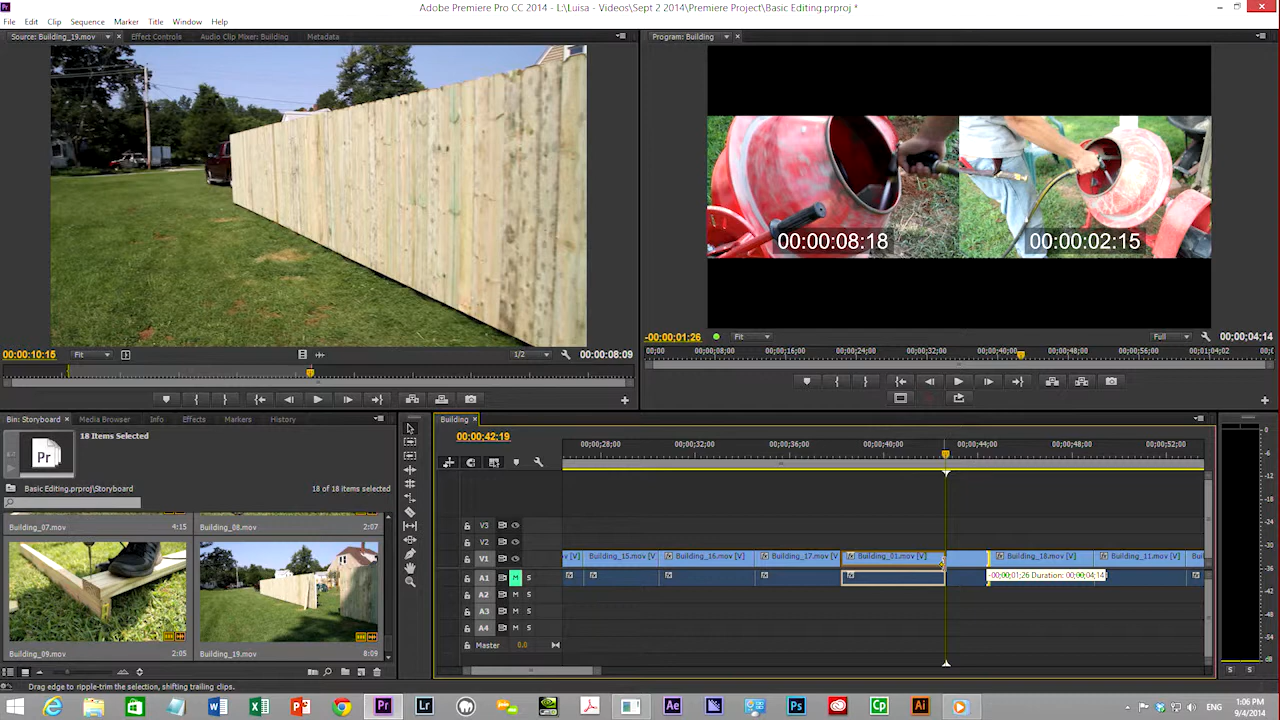 Adobe Premiere Pro CC 2014 - L:\Luisa - Videos\Sept 2 2014\Premiere Project\Basic Editing.prproj *
File Edit Clip Sequence Marker Title Window Help
Source: Building_19.mov Effect Controls Audio Clip Mixer: Building Metadata
Program: Building
00:00:08:18
00:00:02:15
00:00:10:15 Fit 1/2 00:00:08:09
-00:00:01:26 Fit Full 00:00:04:14
00;00 00;00;08;00 00;00;16;00 00;00;24;00 00;00;32;00 00;00;40;00 00;00;48;00 00;00;56;00 00;01;04;02
Bin: Storyboard Media Browser Info Effects Markers History
18 Items Selected
Basic Editing.prproj\Storyboard 18 of 18 items selected
Building_07.mov 4:15 Building_08.mov 2:07
Building_09.mov 2:05 Building_19.mov 8:09
Building
00;00;42;19
00;00;28;00 00;00;32;00 00;00;36;00 00;00;40;00 00;00;44;00 00;00;48;00 00;00;52;00
V3
V2
V1 ov [V] Building_15.mov [V] Building_16.mov [V] Building_17.mov [V] Building_01.mov [V] Building_18.mov [V] Building_11.mov [V] Buil
A1 M S -00;00;01;26 Duration: 00;00;04;14
A2 M S
A3 M S
A4 M S
Master 0.0
S S
Drag edge to ripple-trim the selection, shifting trailing clips.
ENG 1:06 PM
9/4/2014